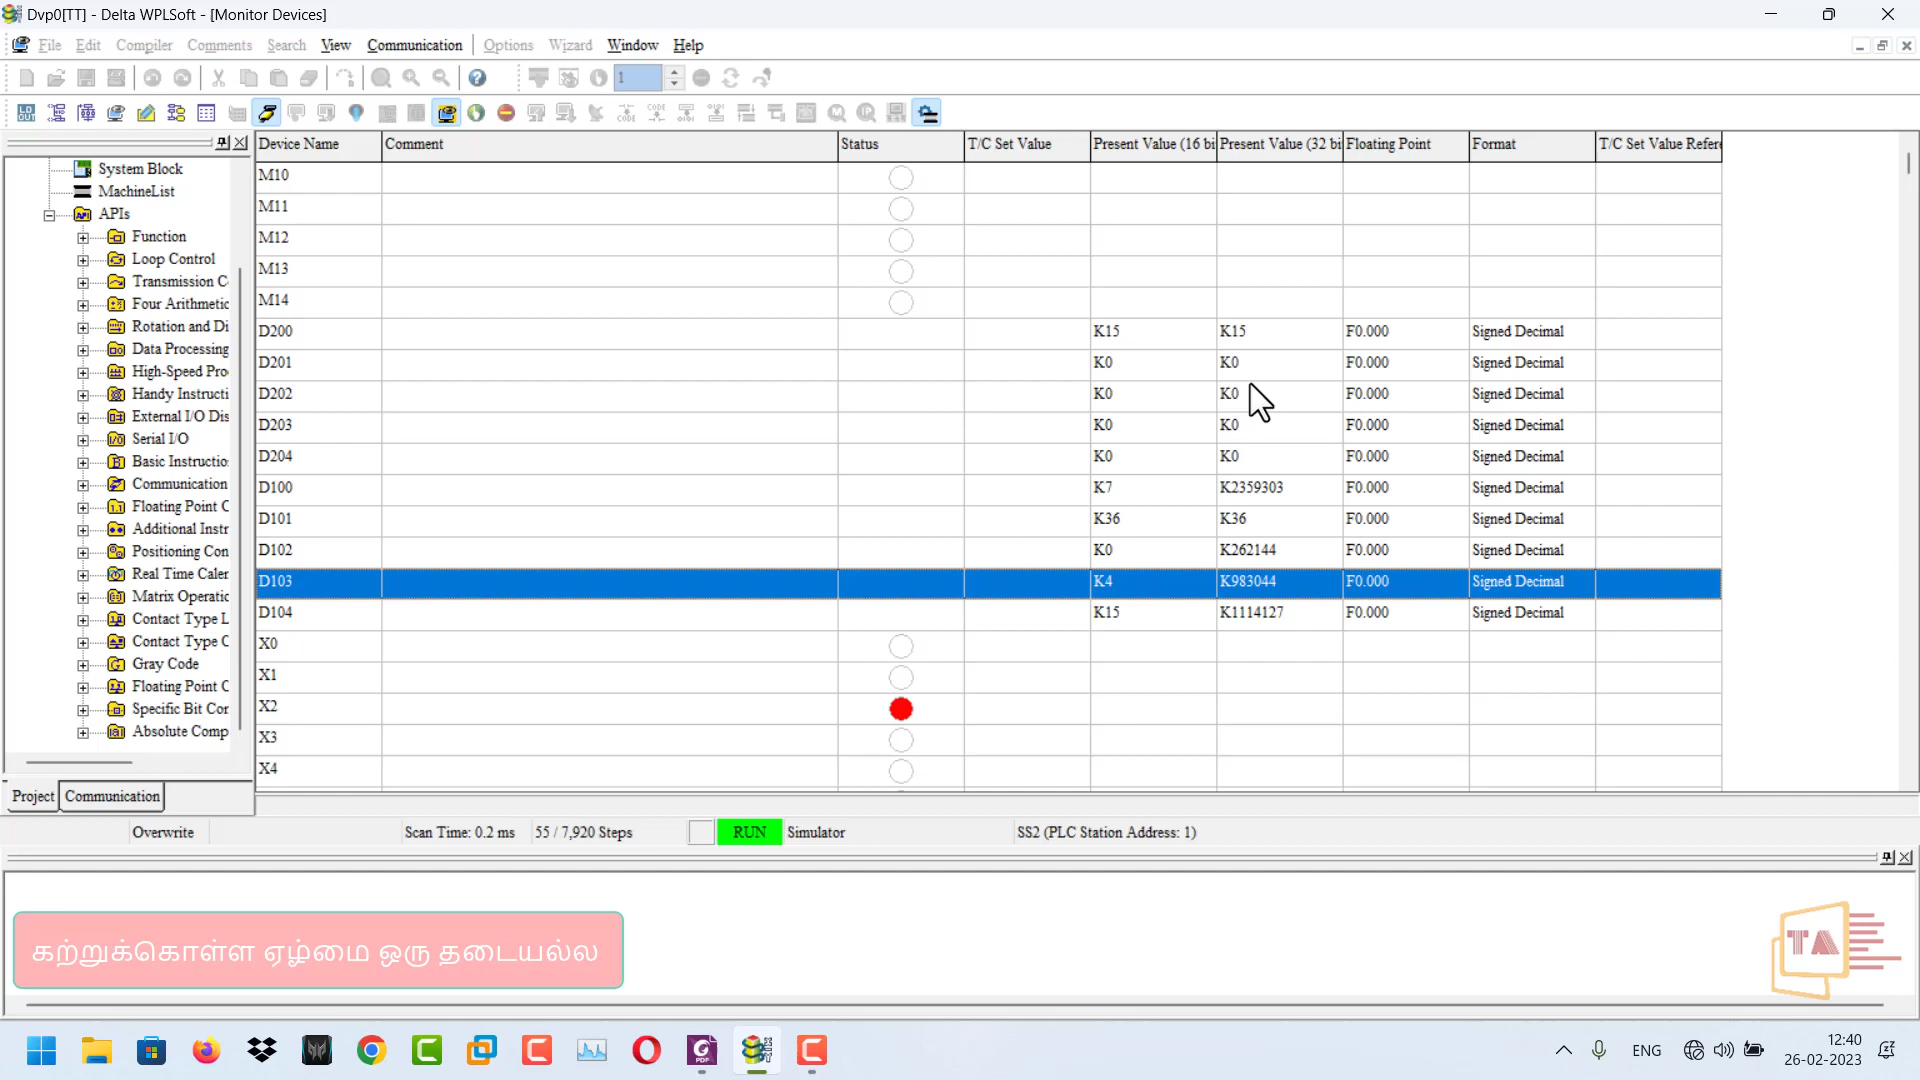 Dvp0[TT] - Delta WPLSoft - [Monitor Devices]
File Edit Compiler Comments Search View Communication Options Wizard Window Help
1
Device Name Comment Status T/C Set Value Present Value (16 bi Present Value (32 bi Floating Point Format T/C Set Value Refere
System Block
MachineList
APIs
Function
Loop Control
Transmission C
Four Arithmetic
Rotation and Di
Data Processing
High-Speed Pro
Handy Instructi
External I/O Dis
Serial I/O
Basic Instructio
Communication
Floating Point C
Additional Instr
Positioning Con
Real Time Caler
Matrix Operatic
Contact Type L
Contact Type C
Gray Code
Floating Point C
Specific Bit Cor
Absolute Comp
Project Communication
M10
M11
M12
M13
M14
D200 K15 K15 F0.000 Signed Decimal
D201 K0 K0 F0.000 Signed Decimal
D202 K0 K0 F0.000 Signed Decimal
D203 K0 K0 F0.000 Signed Decimal
D204 K0 K0 F0.000 Signed Decimal
D100 K7 K2359303 F0.000 Signed Decimal
D101 K36 K36 F0.000 Signed Decimal
D102 K0 K262144 F0.000 Signed Decimal
D103 K4 K983044 F0.000 Signed Decimal
D104 K15 K1114127 F0.000 Signed Decimal
X0
X1
X2
X3
X4
Overwrite Scan Time: 0.2 ms 55 / 7,920 Steps RUN Simulator SS2 (PLC Station Address: 1)
கற்றுக்கொள்ள ஏழ்மை ஒரு தடையல்ல
TA
ENG 12:40
26-02-2023